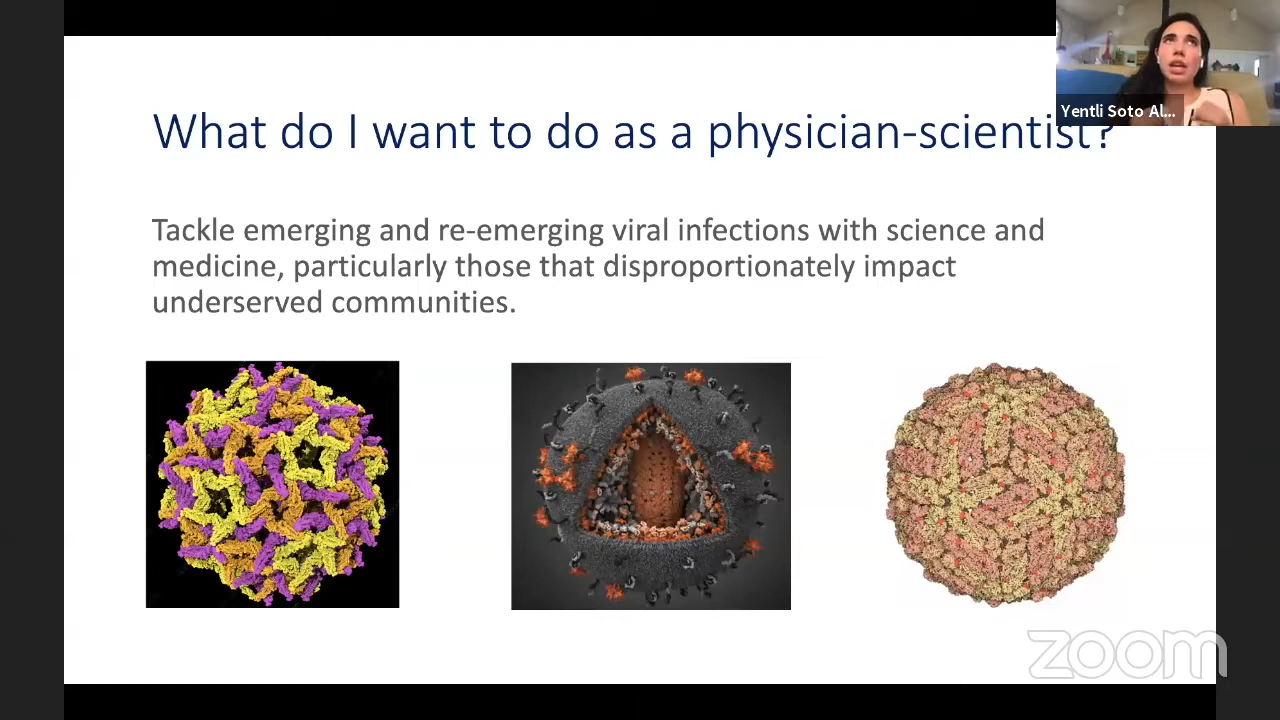 What do I want to do as a physician-scientist?
Yentli Soto Al...
Tackle emerging and re-emerging viral infections with science and
medicine, particularly those that disproportionately impact
underserved communities.
zoom